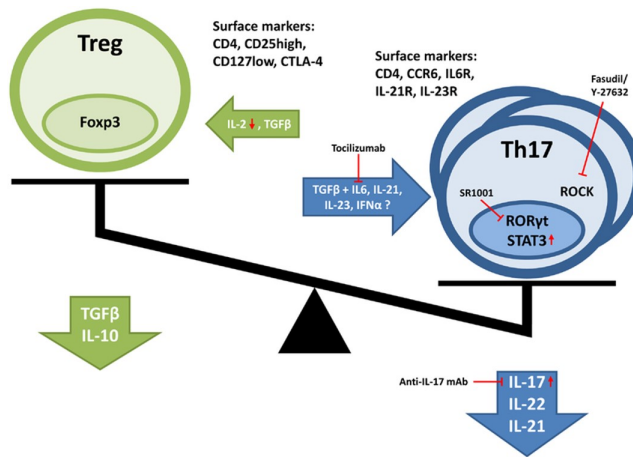 Treg
Foxp3
Surface markers:
CD4, CD25high,
CD127low, CTLA-4
IL-2 , TGFβ
Surface markers:
CD4, CCR6, IL6R,
IL-21R, IL-23R
Fasudil/
Y-27632
Tocilizumab
TGFβ + IL6, IL-21,
IL-23, IFNα ?
Th17
ROCK
SR1001
RORγt
STAT3
TGFβ
IL-10
Anti-IL-17 mAb
IL-17
IL-22
IL-21